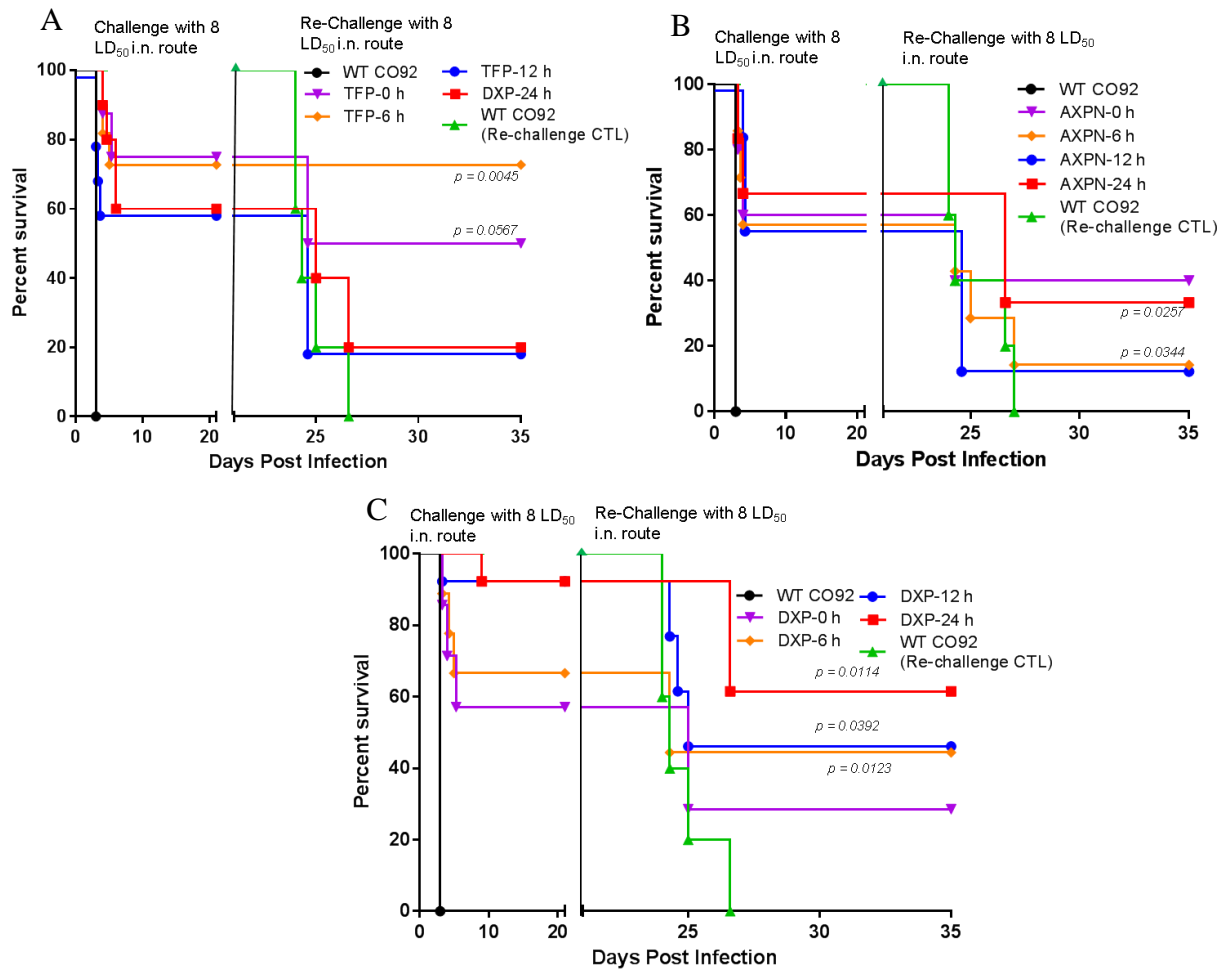 A
Challenge with 8
LD50 i.n. route
Re-Challenge with 8
LD50 i.n. route
WT CO92
TFP-0 h
TFP-6 h
TFP-12 h
DXP-24 h
WT CO92
(Re-challenge CTL)
Percent survival
100
80
60
40
20
0
p = 0.0045
p = 0.0567
0 10 20 25 30 35
Days Post Infection
B
Challenge with 8
LD50 i.n. route
Re-Challenge with 8 LD50
i.n. route
WT CO92
AXPN-0 h
AXPN-6 h
AXPN-12 h
AXPN-24 h
WT CO92
(Re-challenge CTL)
Percent survival
100
80
60
40
20
0
p = 0.0257
p = 0.0344
0 10 20 25 30 35
Days Post Infection
C
Challenge with 8 LD50
i.n. route
Re-Challenge with 8 LD50
i.n. route
WT CO92
DXP-0 h
DXP-6 h
DXP-12 h
DXP-24 h
WT CO92
(Re-challenge CTL)
Percent survival
100
80
60
40
20
0
p = 0.0114
p = 0.0392
p = 0.0123
0 10 20 25 30 35
Days Post Infection